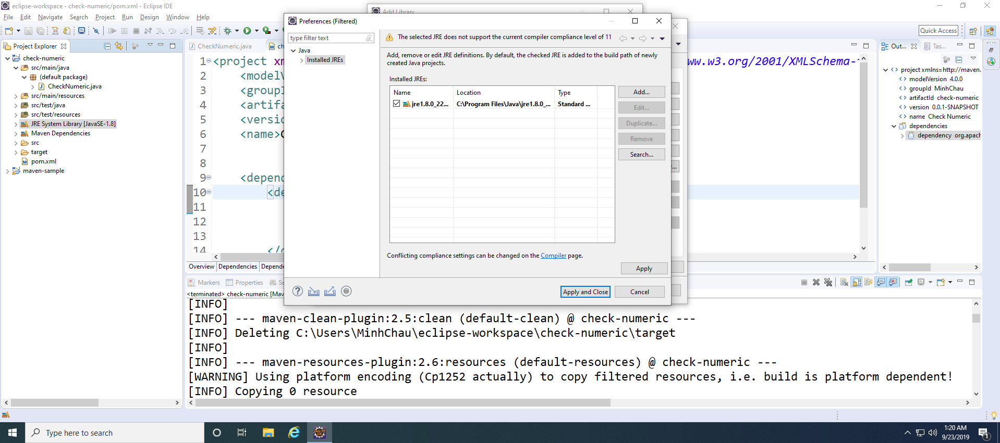 eclipse-workspace - check-numeric/pom.xml - Eclipse IDE
File Edit Navigate Search Project Run Design Window Help
Quick Access
Add Library
Preferences (Filtered)
type filter text
Java
Installed JREs
The selected JRE does not support the current compiler compliance level of 11
Add, remove or edit JRE definitions. By default, the checked JRE is added to the build path of newly
created Java projects.
Installed JREs:
Name Location Type
jre1.8.0_22... C:\Program Files\Java\jre1.8.0_... Standard ...
Add...
Edit...
Duplicate...
Remove
Search...
Conflicting compliance settings can be changed on the Compiler page.
Apply
Apply and Close
Cancel
Project Explorer
check-numeric
src/main/java
(default package)
CheckNumeric.java
src/main/resources
src/test/java
src/test/resources
JRE System Library [JavaSE-1.8]
Maven Dependencies
src
target
pom.xml
maven-sample
CheckNumeric.java ch
1 <project xm ww.w3.org/2001/XMLSchema-
2 <modelV
3 <groupI
4 <artifa
5 <versio
6 <name>C
7
8
9 <depend
10 <de
11
12
13
14 </d
Overview Dependencies Depende
Out... Tas...
project xmlns=http://maven.
modelVersion 4.0.0
groupId MinhChau
artifactId check-numeric
version 0.0.1-SNAPSHOT
name Check Numeric
dependencies
dependency org.apach
Markers Properties Se
<terminated> check-numeric [Mav
[INFO]
[INFO] --- maven-clean-plugin:2.5:clean (default-clean) @ check-numeric ---
[INFO] Deleting C:\Users\MinhChau\eclipse-workspace\check-numeric\target
[INFO]
[INFO] --- maven-resources-plugin:2.6:resources (default-resources) @ check-numeric ---
[WARNING] Using platform encoding (Cp1252 actually) to copy filtered resources, i.e. build is platform dependent!
[INFO] Copying 0 resource
Type here to search
1:20 AM
9/23/2019
1